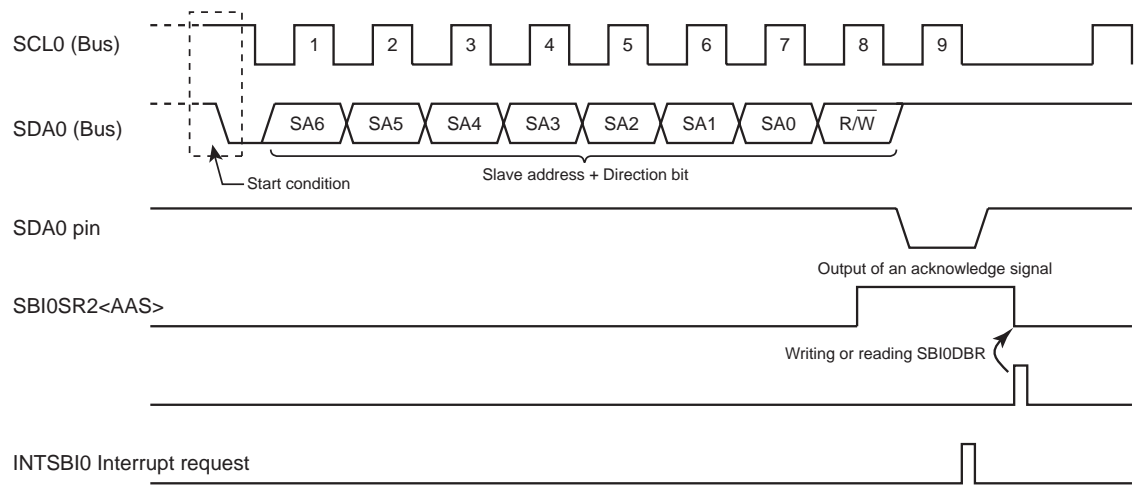 SCL0 (Bus)
1 2 3 4 5 6 7 8 9
SDA0 (Bus)
SA6 SA5 SA4 SA3 SA2 SA1 SA0 R/W̅
Start condition
Slave address + Direction bit
SDA0 pin
Output of an acknowledge signal
SBI0SR2<AAS>
Writing or reading SBI0DBR
INTSBI0 Interrupt request